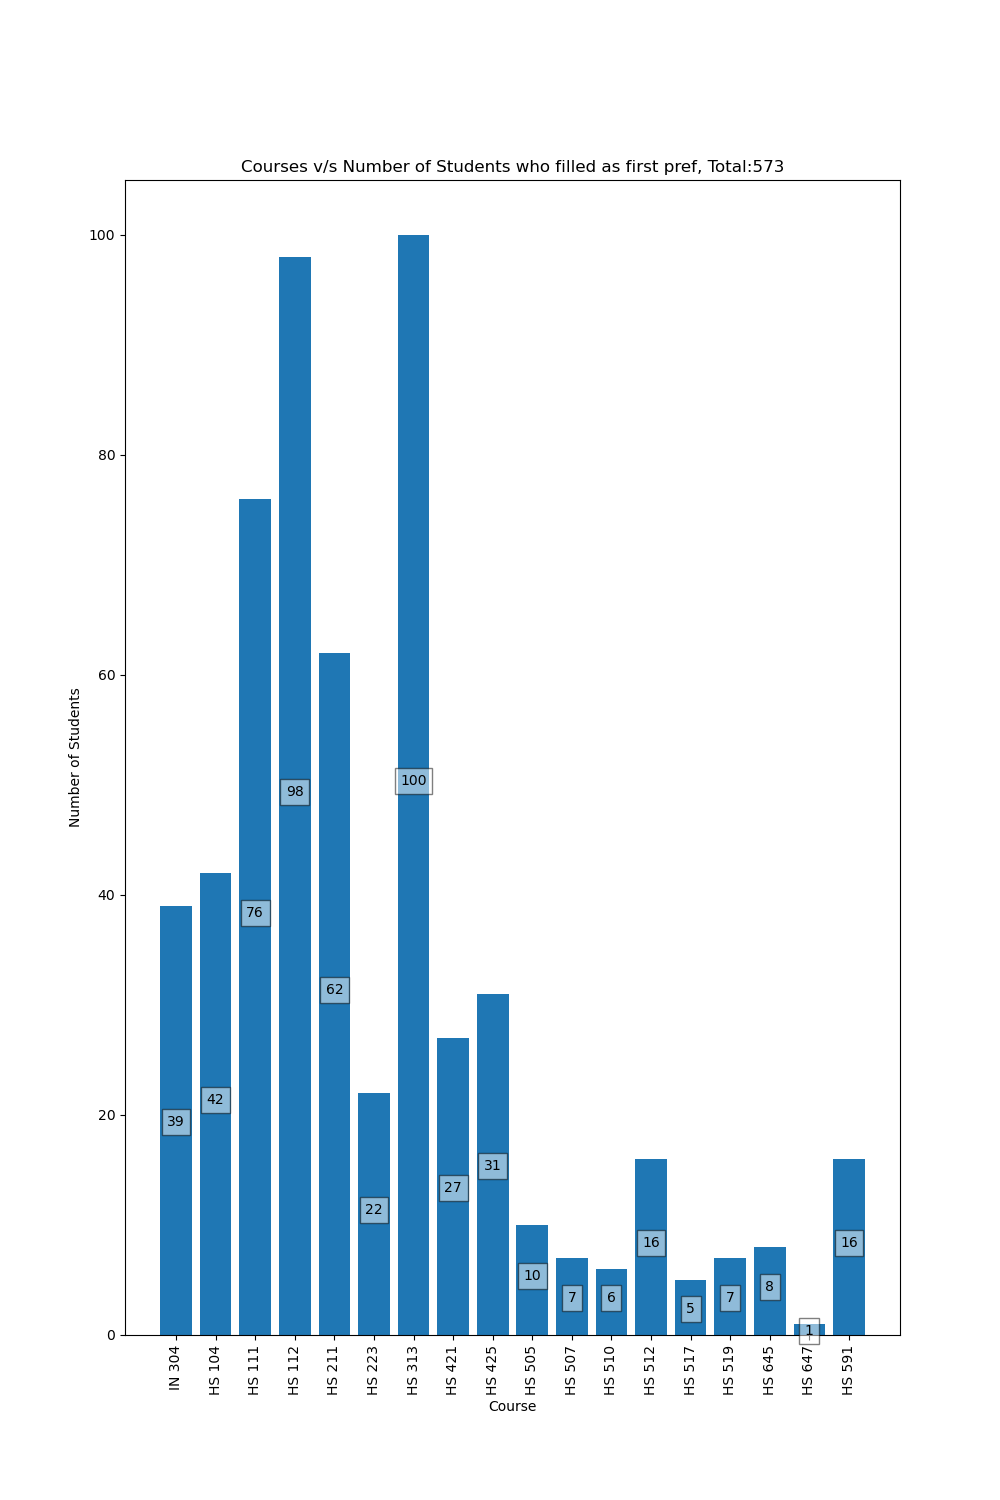 Courses v/s Number of Students who filled as first pref, Total:573
100
80
60
40
20
0
Number of Students
39
42
76
98
62
22
100
27
31
10
7
6
16
5
7
8
1
16
IN 304
HS 104
HS 111
HS 112
HS 211
HS 223
HS 313
HS 421
HS 425
HS 505
HS 507
HS 510
HS 512
HS 517
HS 519
HS 645
HS 647
HS 591
Course